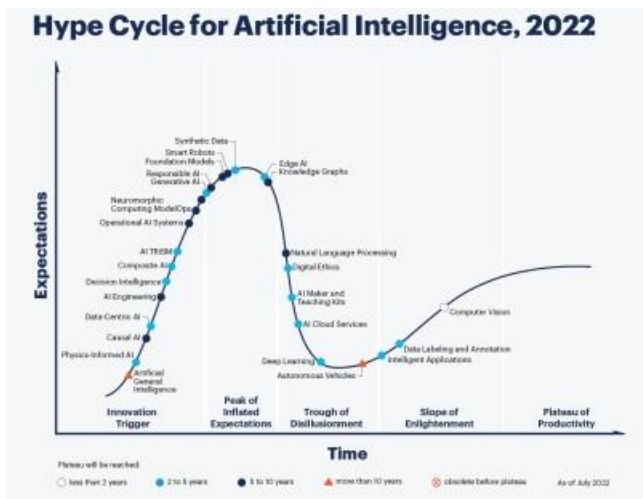 Hype Cycle for Artificial Intelligence, 2022
Expectations
Synthetic Data
Smart Robots
Foundation Models
Responsible AI
Generative AI
Neuromorphic
Computing
ModelOps
Operational AI Systems
AI TRiSM
Composite AI
Decision Intelligence
AI Engineering
Data-Centric AI
Causal AI
Physics-Informed AI
Artificial
General
Intelligence
Edge AI
Knowledge Graphs
Natural Language Processing
Digital Ethics
AI Maker and
Teaching Kits
AI Cloud Services
Deep Learning
Autonomous Vehicles
Data Labeling and Annotation
Intelligent Applications
Computer Vision
Innovation
Trigger
Peak of
Inflated
Expectations
Trough of
Disillusionment
Slope of
Enlightenment
Plateau of
Productivity
Time
Plateau will be reached:
less than 2 years
2 to 5 years
5 to 10 years
more than 10 years
obsolete before plateau
As of July 2022